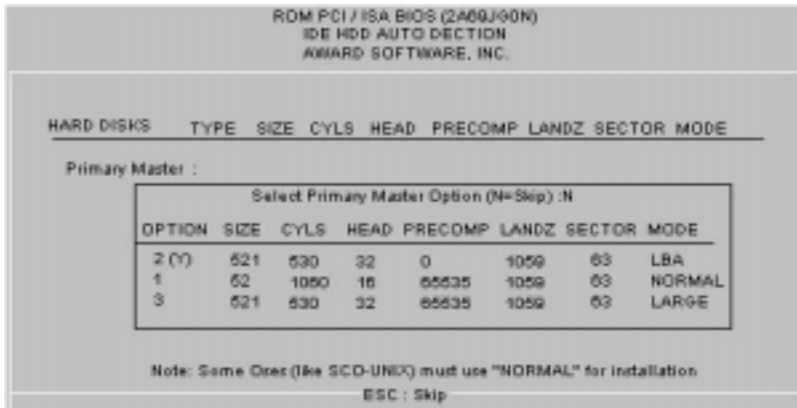 ROM PCI / ISA BIOS (2A69JG0N)
IDE HDD AUTO DECTION
AWARD SOFTWARE, INC.
HARD DISKS TYPE SIZE CYLS HEAD PRECOMP LANDZ SECTOR MODE
Primary Master :
Select Primary Master Option (N=Skip) :N
OPTION SIZE CYLS HEAD PRECOMP LANDZ SECTOR MODE
2 (Y) 521 530 32 0 1059 63 LBA
1 52 1060 16 65535 1059 63 NORMAL
3 521 530 32 65535 1059 63 LARGE
Note: Some Oses (like SCO-UNIX) must use "NORMAL" for installation
ESC : Skip